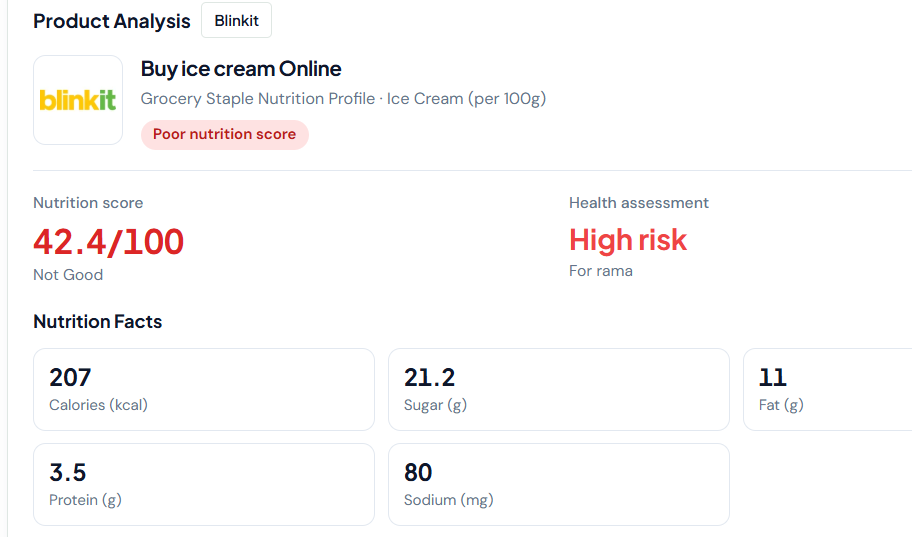 Product Analysis Blinkit
blinkit
Buy ice cream Online
Grocery Staple Nutrition Profile · Ice Cream (per 100g)
Poor nutrition score
Nutrition score
42.4/100
Not Good
Health assessment
High risk
For rama
Nutrition Facts
207
Calories (kcal)
21.2
Sugar (g)
11
Fat (g)
3.5
Protein (g)
80
Sodium (mg)